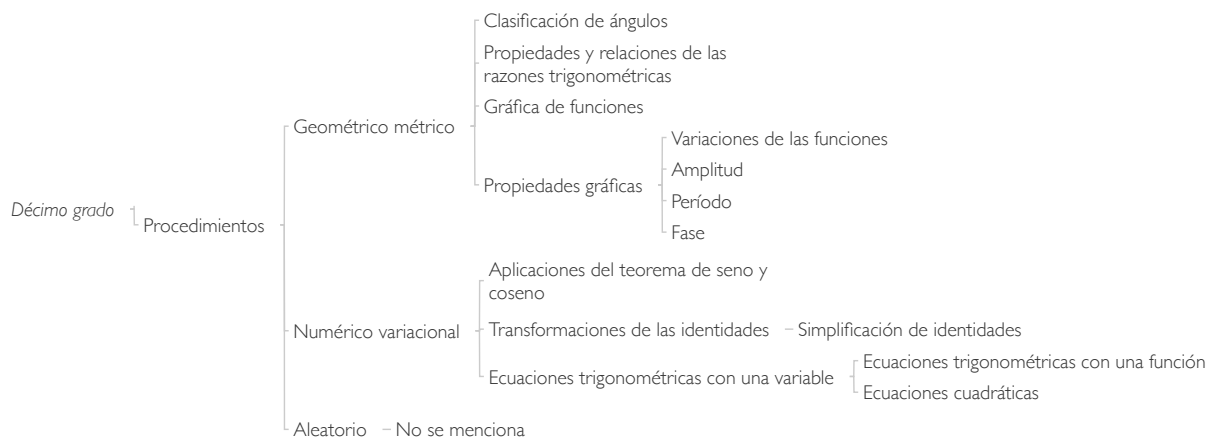 Clasificación de ángulos
Propiedades y relaciones de las
razones trigonométricas
Gráfica de funciones
Geométrico métrico
Variaciones de las funciones
Amplitud
Propiedades gráficas
Período
Fase
Décimo grado
Procedimientos
Aplicaciones del teorema de seno y
coseno
Numérico variacional
Transformaciones de las identidades
Simplificación de identidades
Ecuaciones trigonométricas con una variable
Ecuaciones trigonométricas con una función
Ecuaciones cuadráticas
Aleatorio
No se menciona